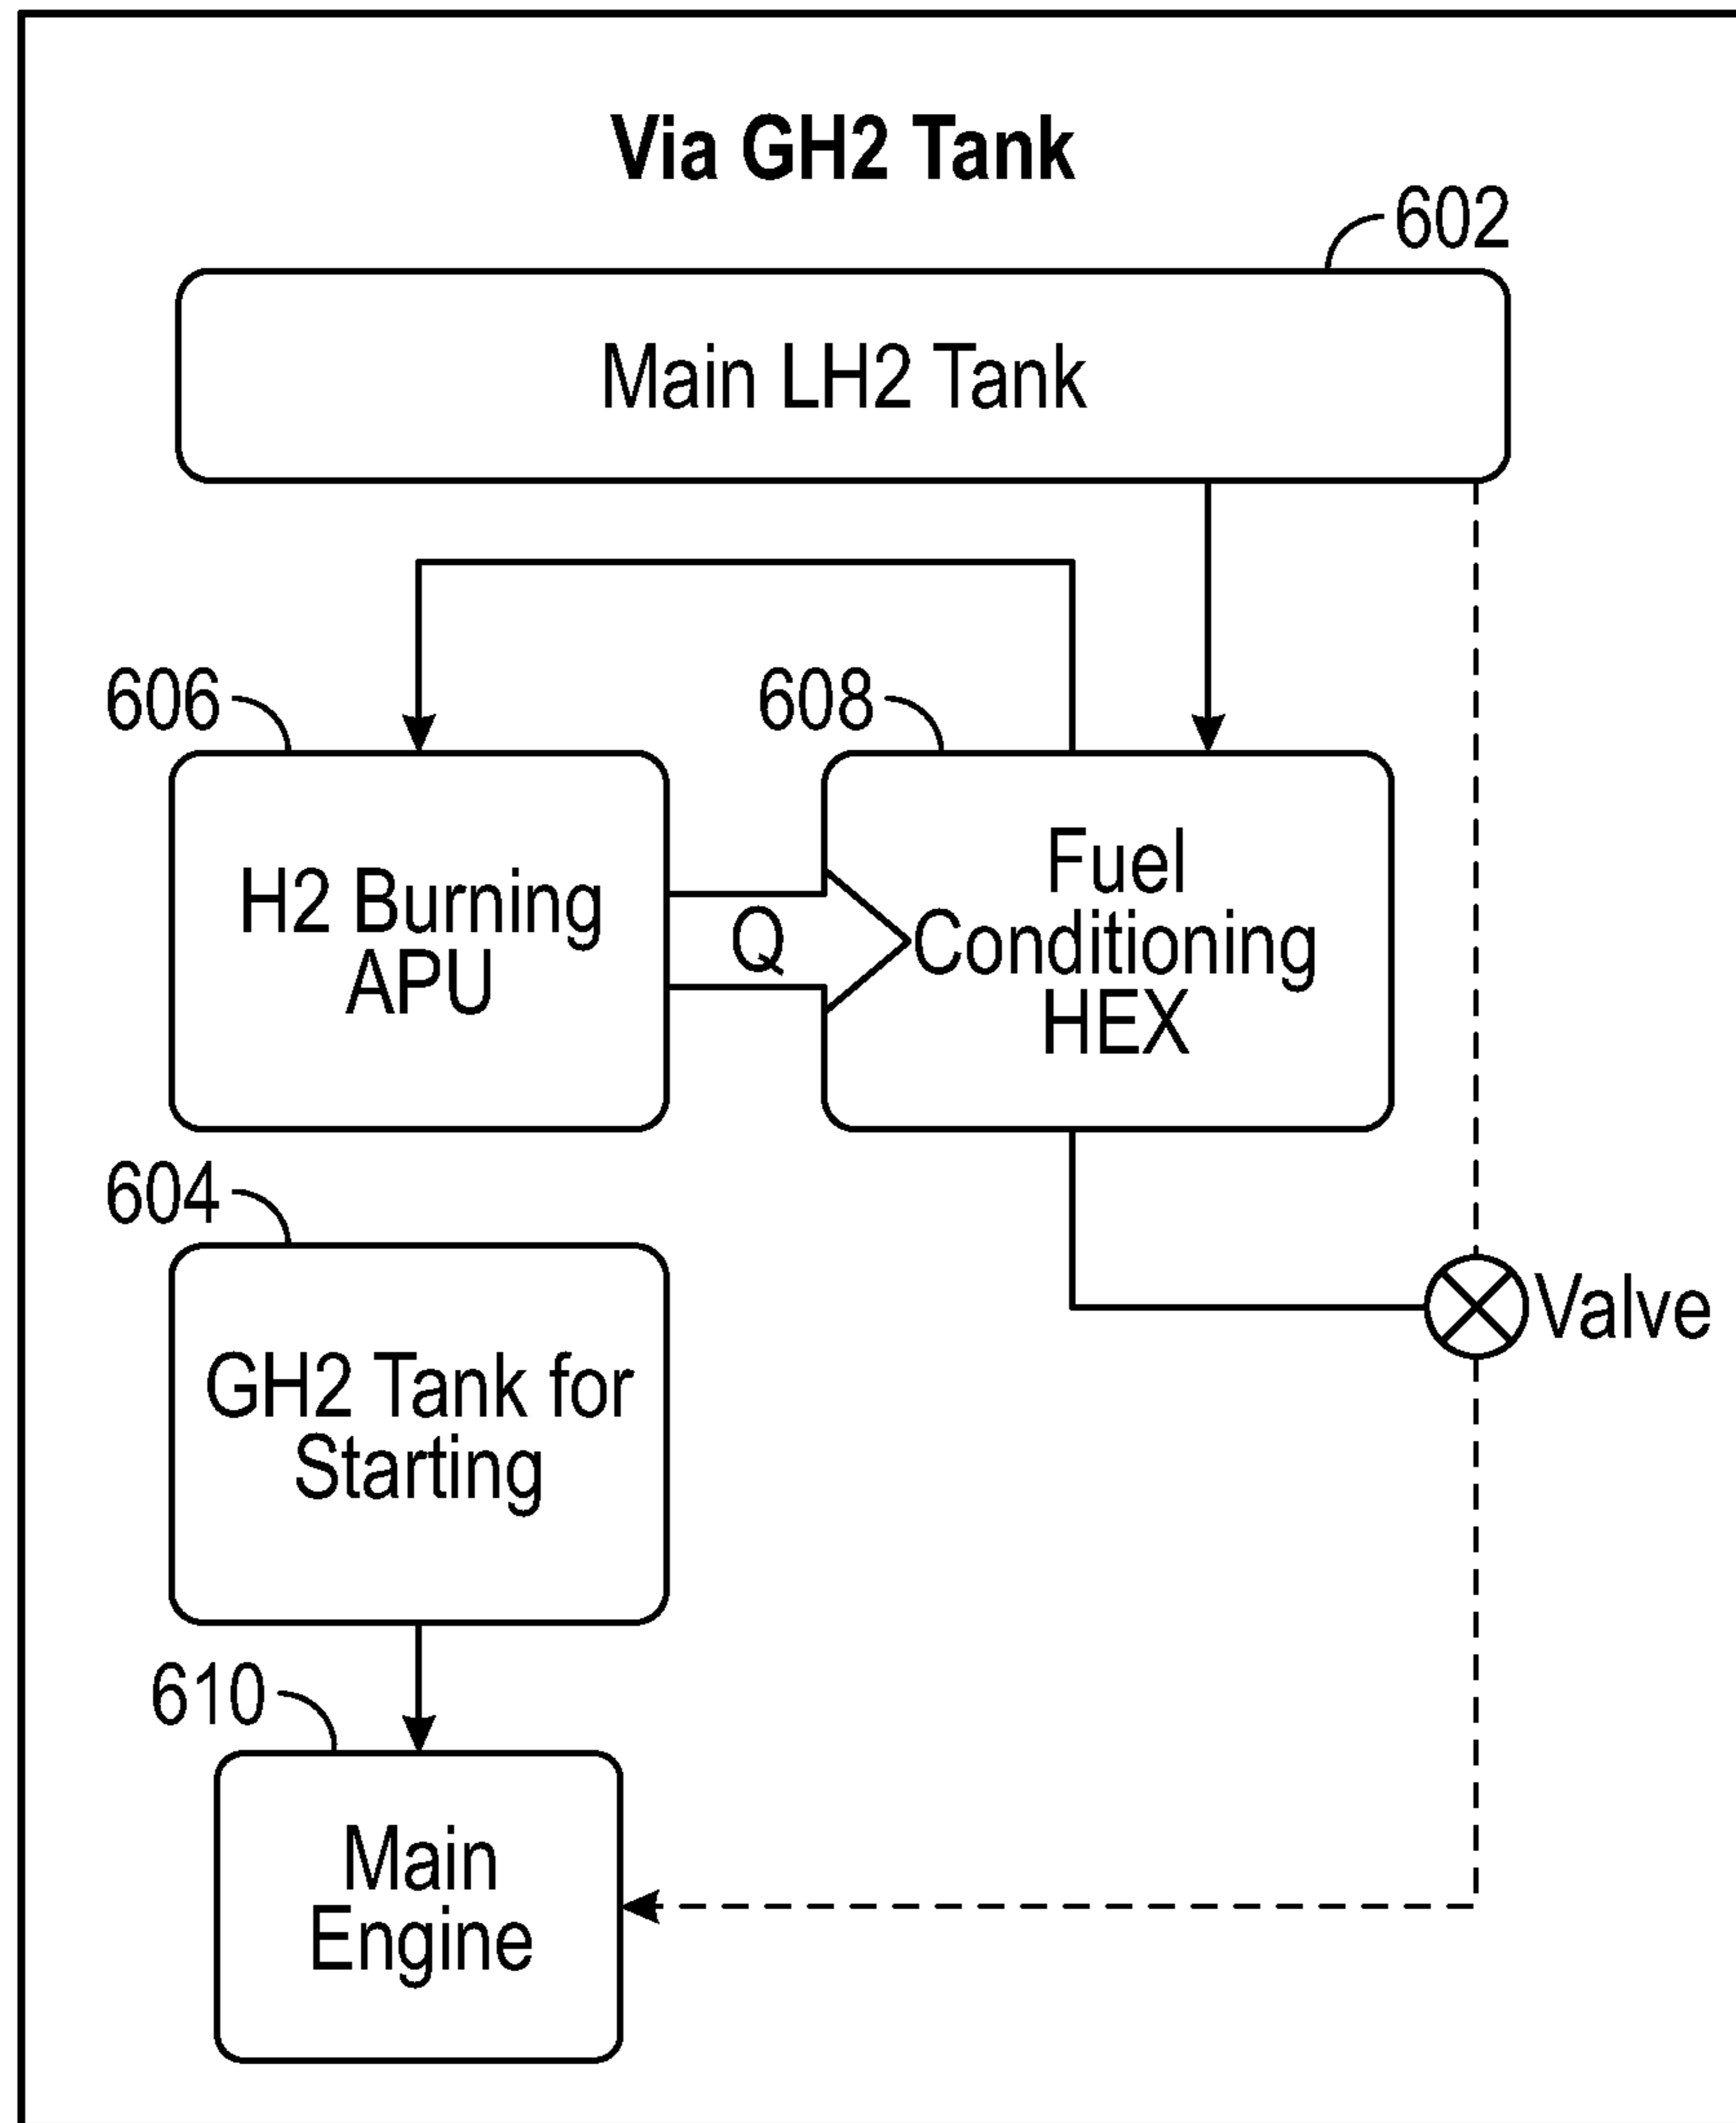 Via GH2 Tank
602
Main LH2 Tank
606
608
H2 Burning
APU
Q
Fuel
Conditioning
HEX
604
Valve
GH2 Tank for
Starting
610
Main
Engine